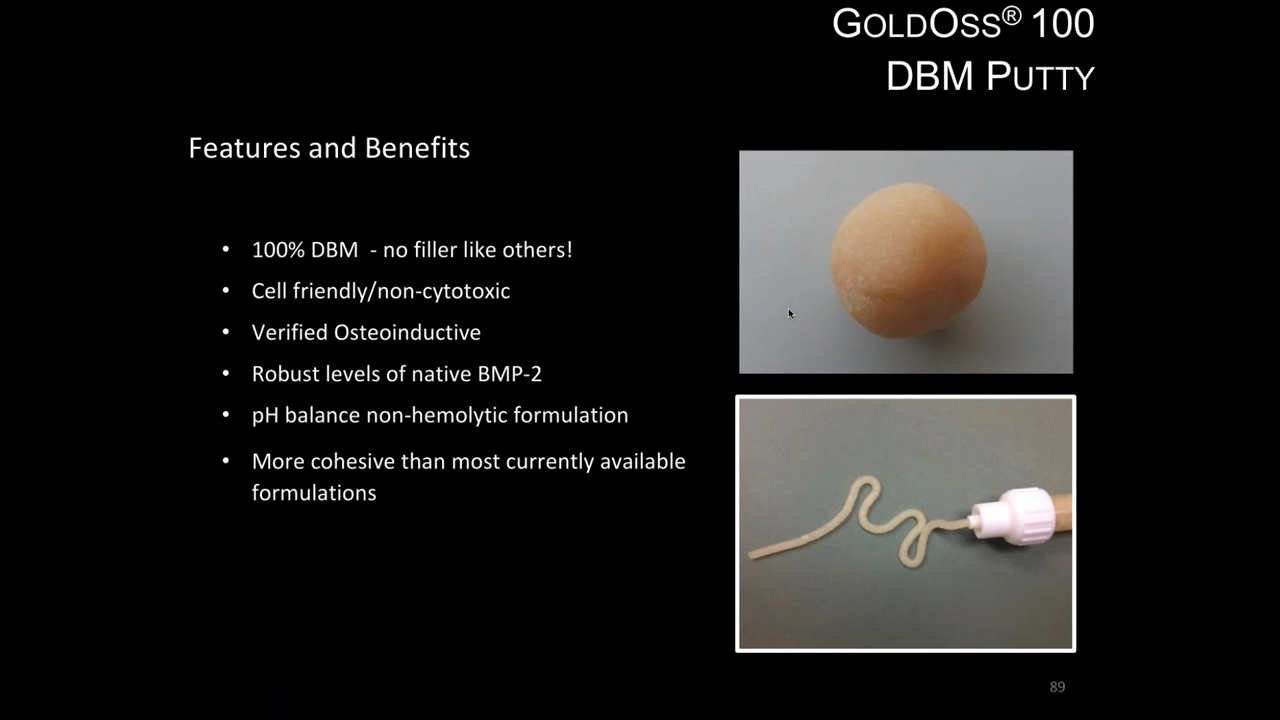 GOLDOSS® 100
DBM PUTTY
Features and Benefits
• 100% DBM - no filler like others!
• Cell friendly/non-cytotoxic
• Verified Osteoinductive
• Robust levels of native BMP-2
• pH balance non-hemolytic formulation
• More cohesive than most currently available
formulations
89